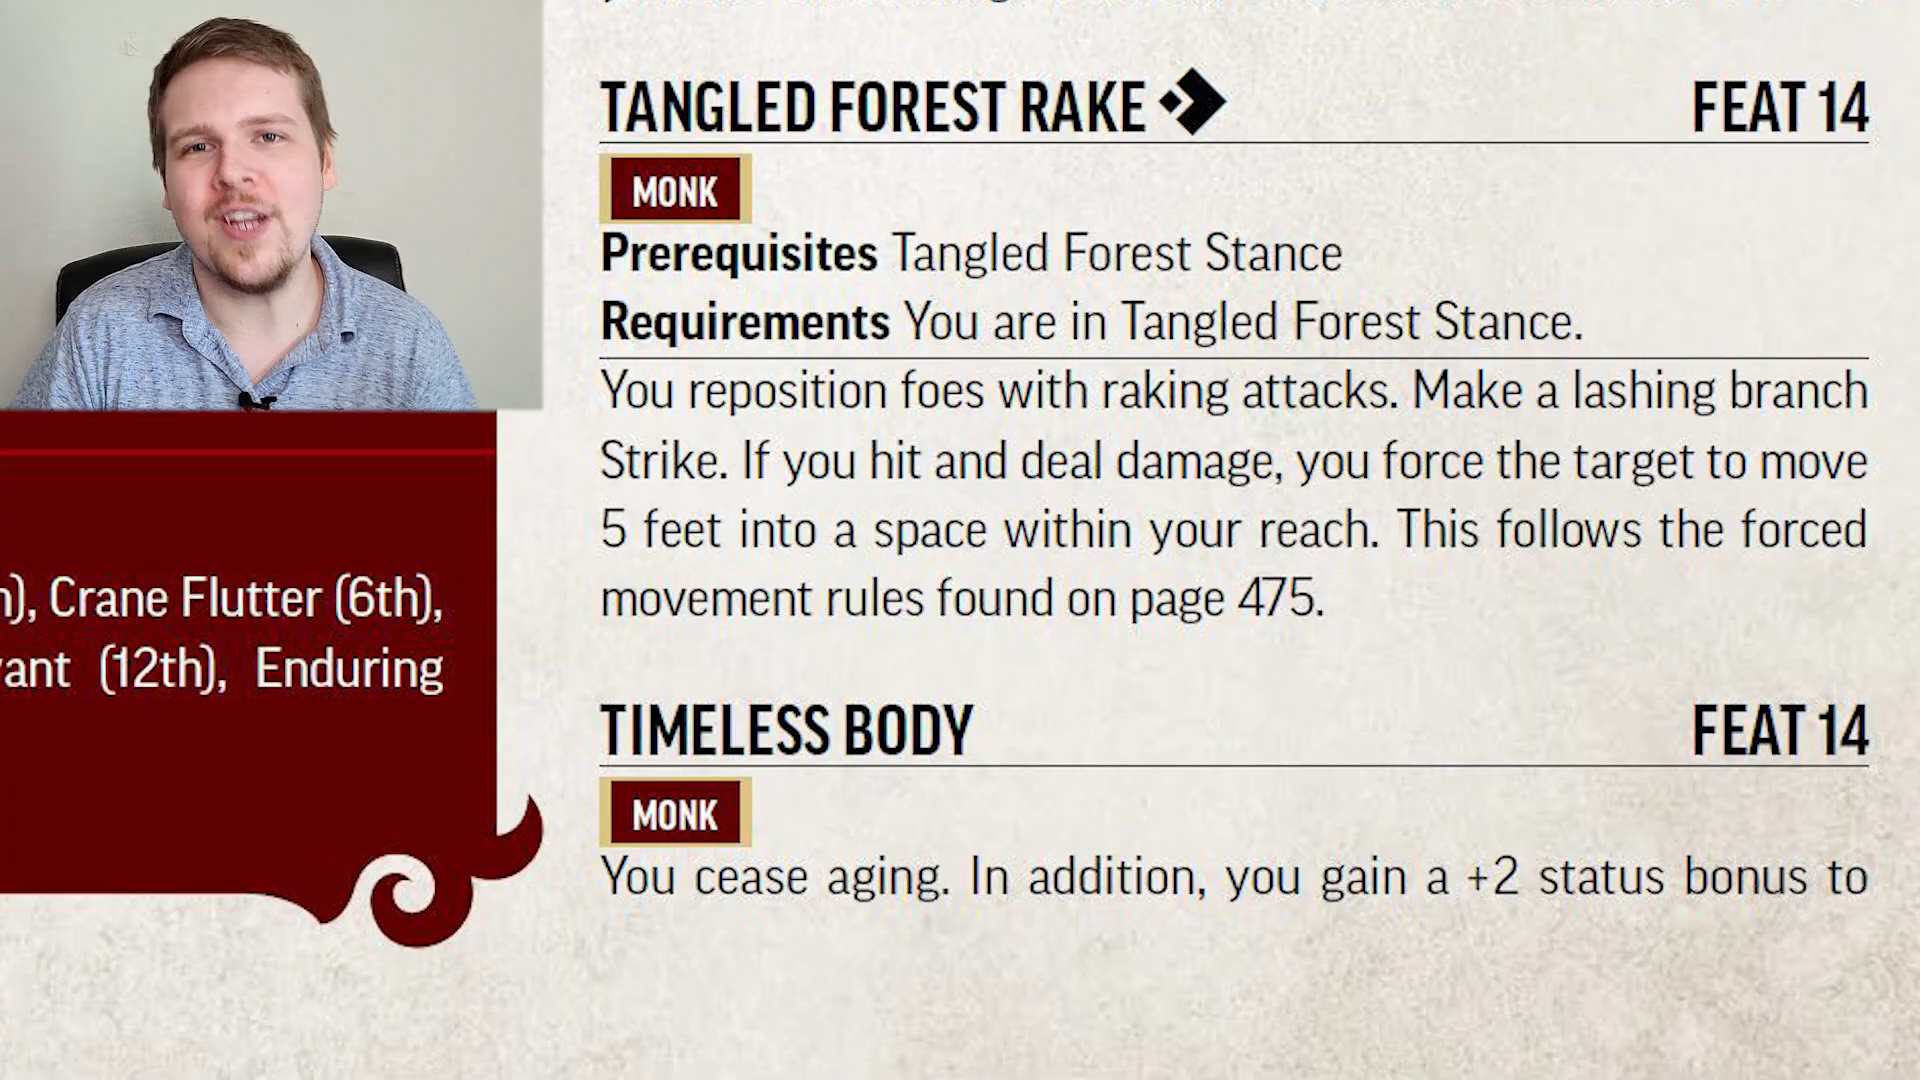 TANGLED FOREST RAKE
FEAT 14
MONK
Prerequisites Tangled Forest Stance
Requirements You are in Tangled Forest Stance.
You reposition foes with raking attacks. Make a lashing branch
Strike. If you hit and deal damage, you force the target to move
5 feet into a space within your reach. This follows the forced
movement rules found on page 475.
TIMELESS BODY
FEAT 14
MONK
You cease aging. In addition, you gain a +2 status bonus to
), Crane Flutter (6th),
(12th), Enduring